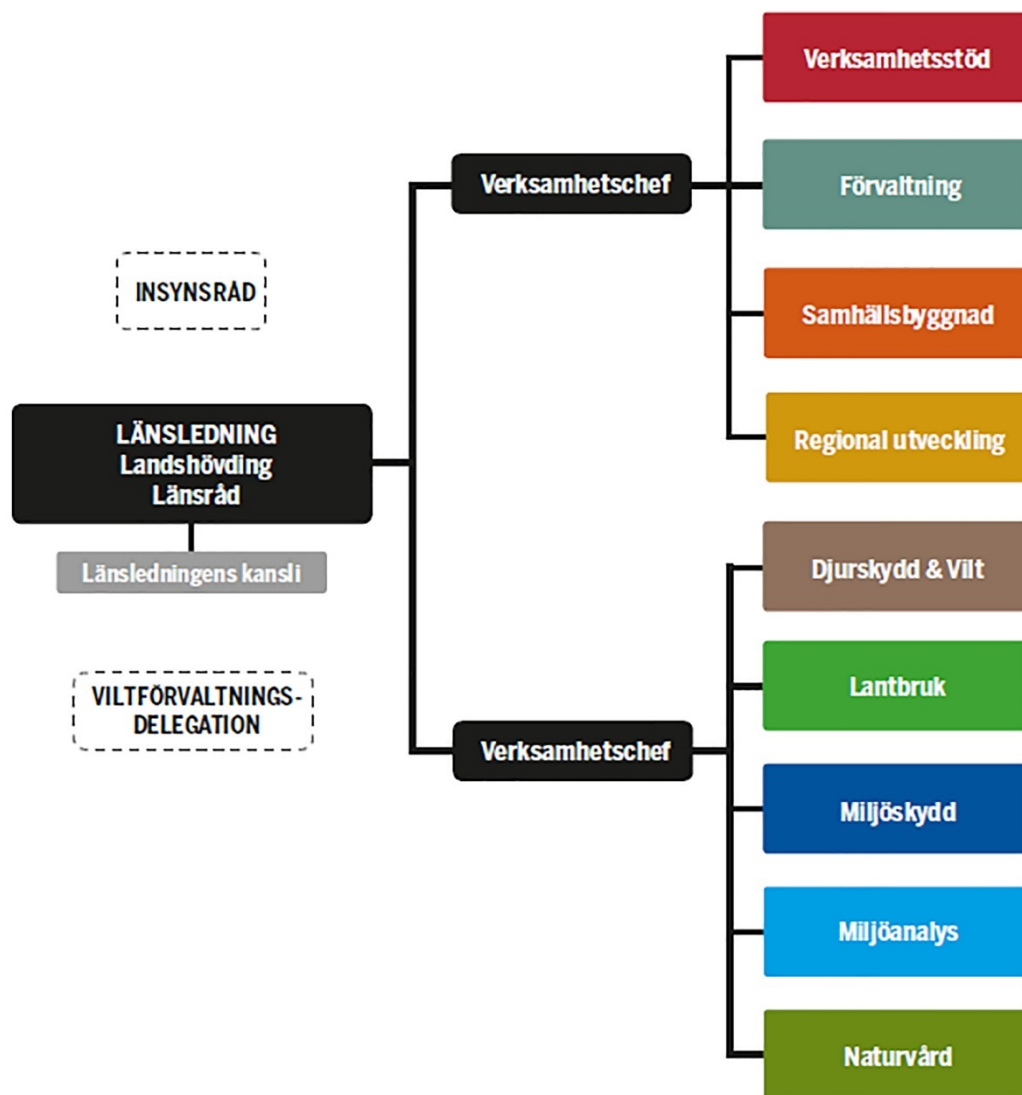 INSYNSRÅD
LÄNSLEDNING
Landshövding
Länsråd
Länsledningens kansli
VILTFÖRVALTNINGS-
DELEGATION
Verksamhetschef
Verksamhetsstöd
Förvaltning
Samhällsbyggnad
Regional utveckling
Verksamhetschef
Djurskydd & Vilt
Lantbruk
Miljöskydd
Miljöanalys
Naturvård